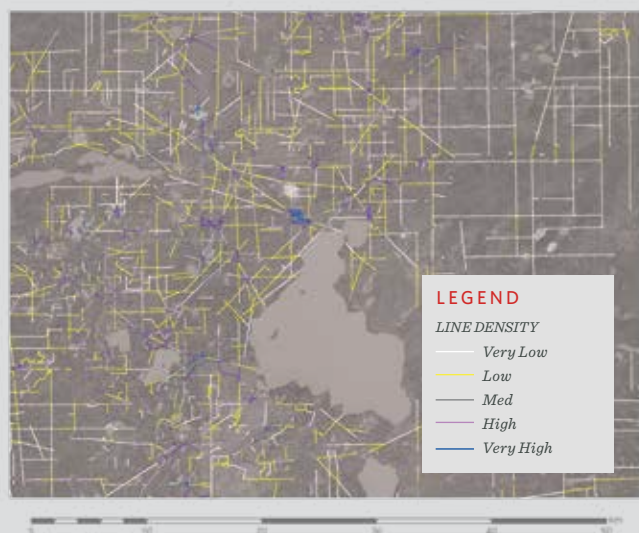 LEGEND
LINE DENSITY
Very Low
Low
Med
High
Very High